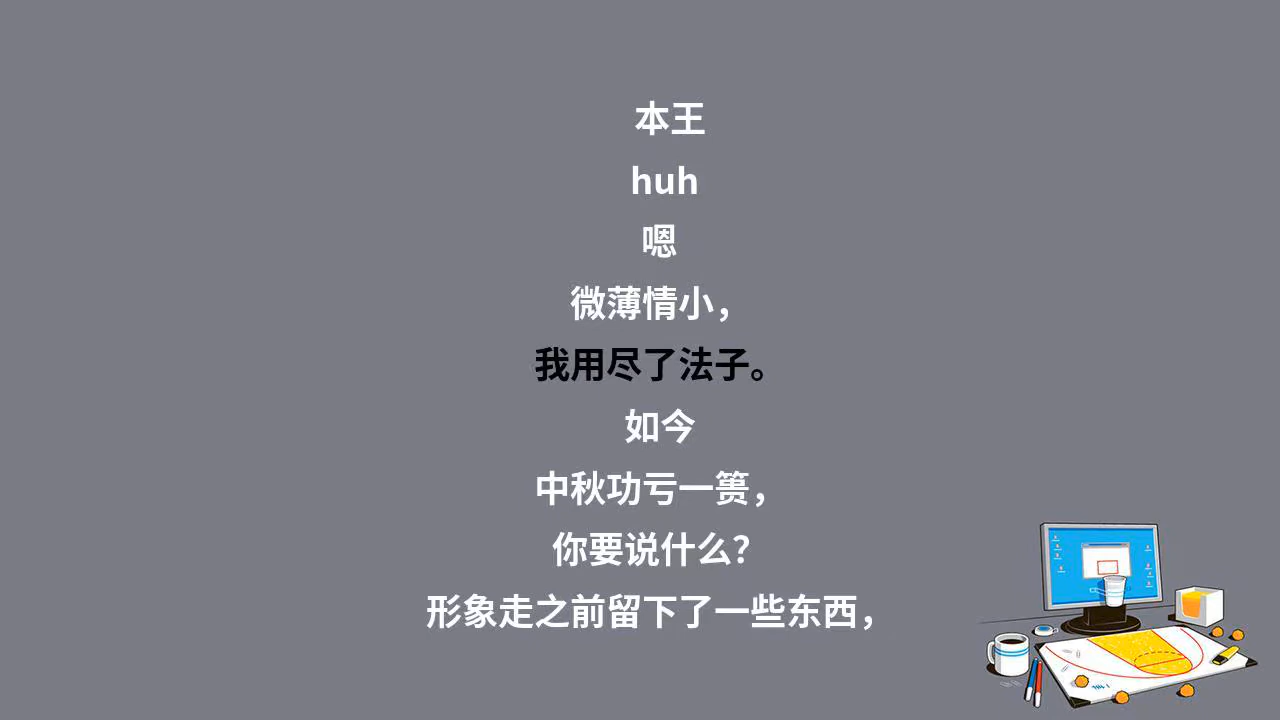 本王
huh
嗯
微薄情小，
我用尽了法子。
如今
中秋功亏一篑，
你要说什么？
形象走之前留下了一些东西，